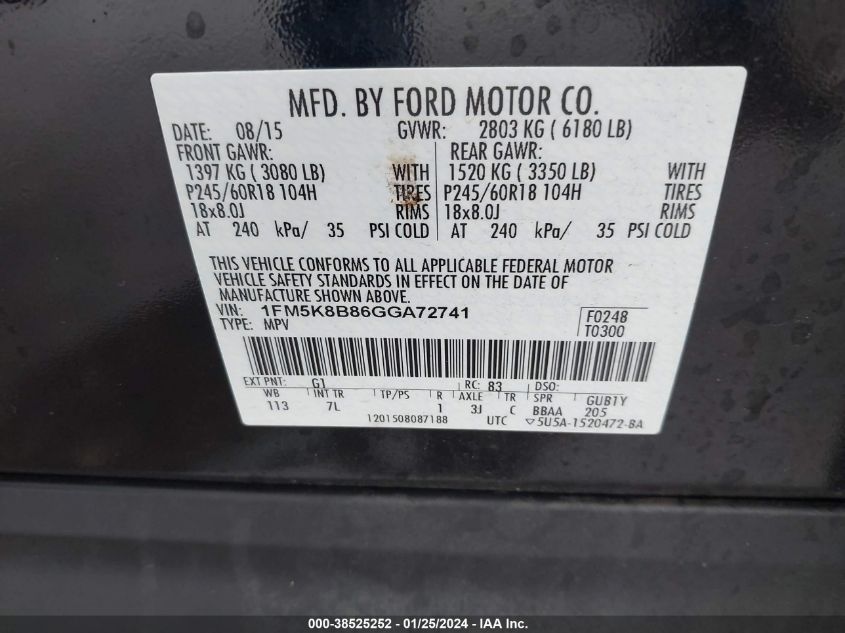 MFD. BY FORD MOTOR CO.
DATE: 08/15 GVWR: 2803 KG ( 6180 LB)
FRONT GAWR: REAR GAWR:
1397 KG ( 3080 LB) WITH 1520 KG ( 3350 LB) WITH
P245/60R18 104H TIRES P245/60R18 104H TIRES
18x8.0J RIMS 18x8.0J RIMS
AT 240 kPa/ 35 PSI COLD AT 240 kPa/ 35 PSI COLD
THIS VEHICLE CONFORMS TO ALL APPLICABLE FEDERAL MOTOR
VEHICLE SAFETY STANDARDS IN EFFECT ON THE DATE OF
MANUFACTURE SHOWN ABOVE.
VIN: 1FM5K8B86GGA72741 F0248
TYPE: MPV T0300
EXT PNT: G1 RC: 83 DSO:
WB INT TR TP/PS R AXLE TR SPR GUB1Y
113 7L 1 3J C BBAA 205
1201508087188 UTC ▽5U5A-1520472-BA
000-38525252 - 01/25/2024 - IAA Inc.